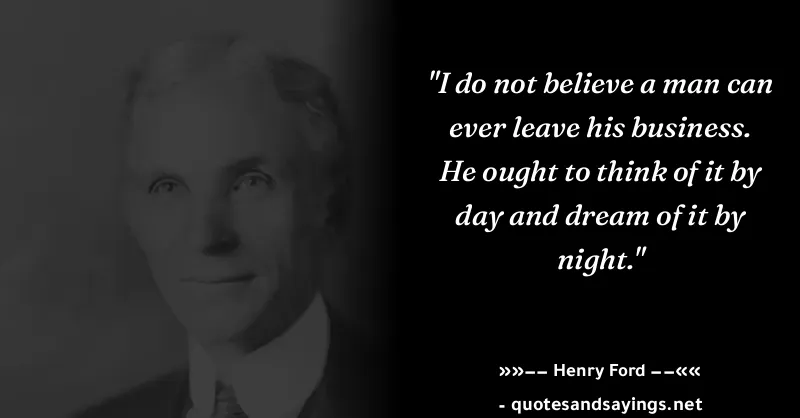 "I do not believe a man can
ever leave his business.
He ought to think of it by
day and dream of it by
night."
»»—— Henry Ford ——««
- quotesandsayings.net